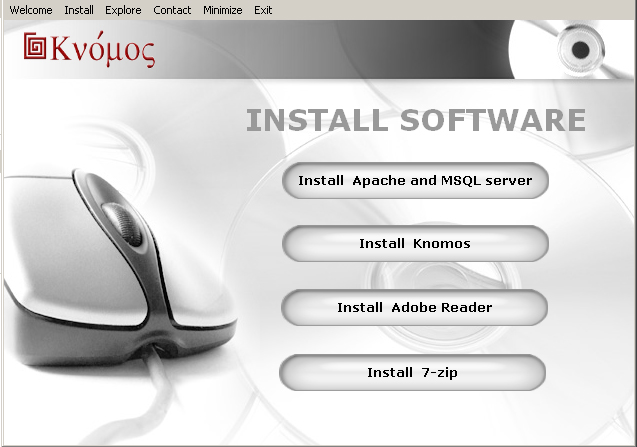 Welcome Install Explore Contact Minimize Exit
Κνόμος
INSTALL SOFTWARE
Install Apache and MSQL server
Install Knomos
Install Adobe Reader
Install 7-zip